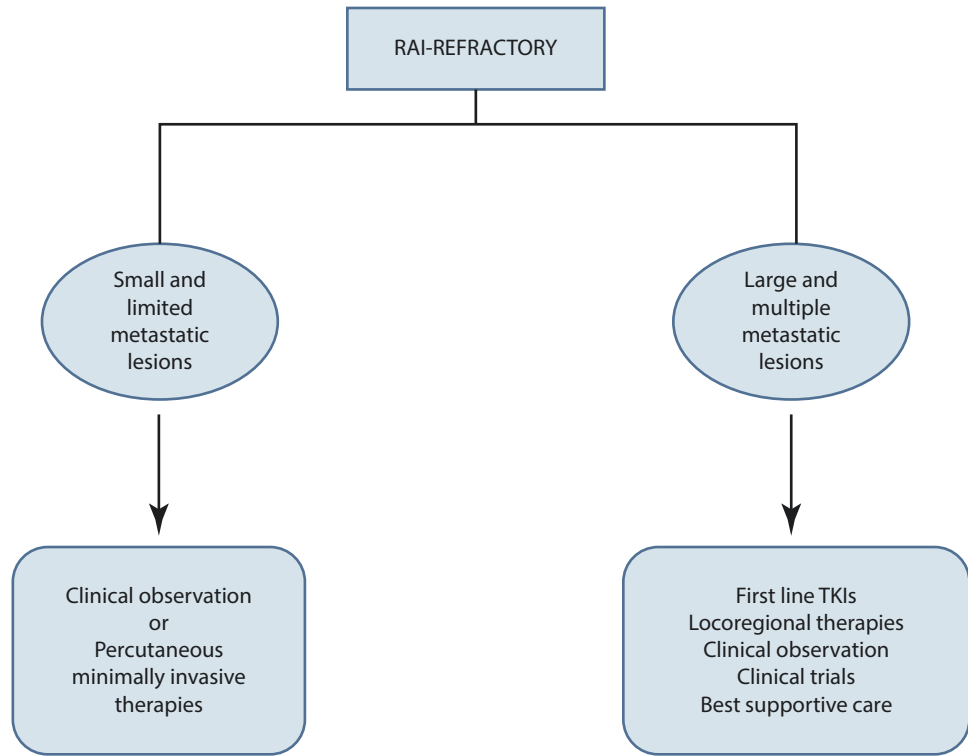 RAI-REFRACTORY
Small and
limited
metastatic
lesions
Large and
multiple
metastatic
lesions
Clinical observation
or
Percutaneous
minimally invasive
therapies
First line TKIs
Locoregional therapies
Clinical observation
Clinical trials
Best supportive care